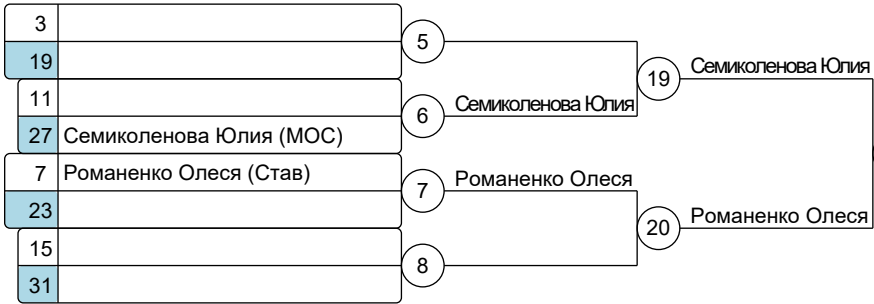 3
19
5
11
27 Семиколенова Юлия (МОС)
6 Семиколенова Юлия
19 Семиколенова Юлия
7 Романенко Олеся (Став)
23
7 Романенко Олеся
15
31
8
20 Романенко Олеся